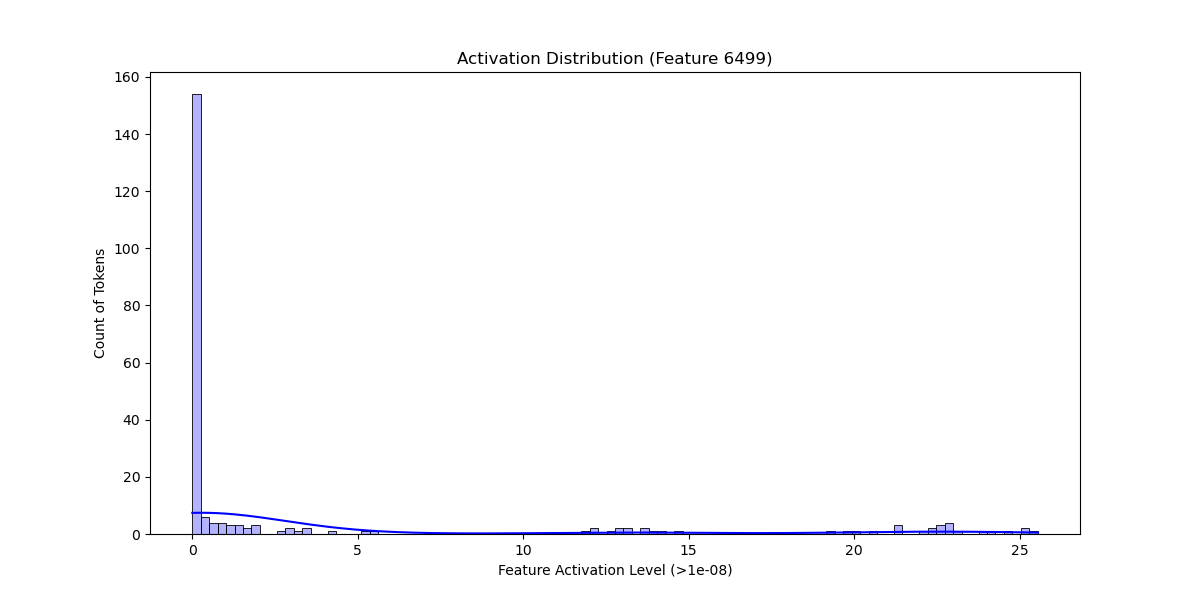 Activation Distribution (Feature 6499)
160
140
120
100
80
60
40
20
0
Count of Tokens
0 5 10 15 20 25
Feature Activation Level (>1e-08)